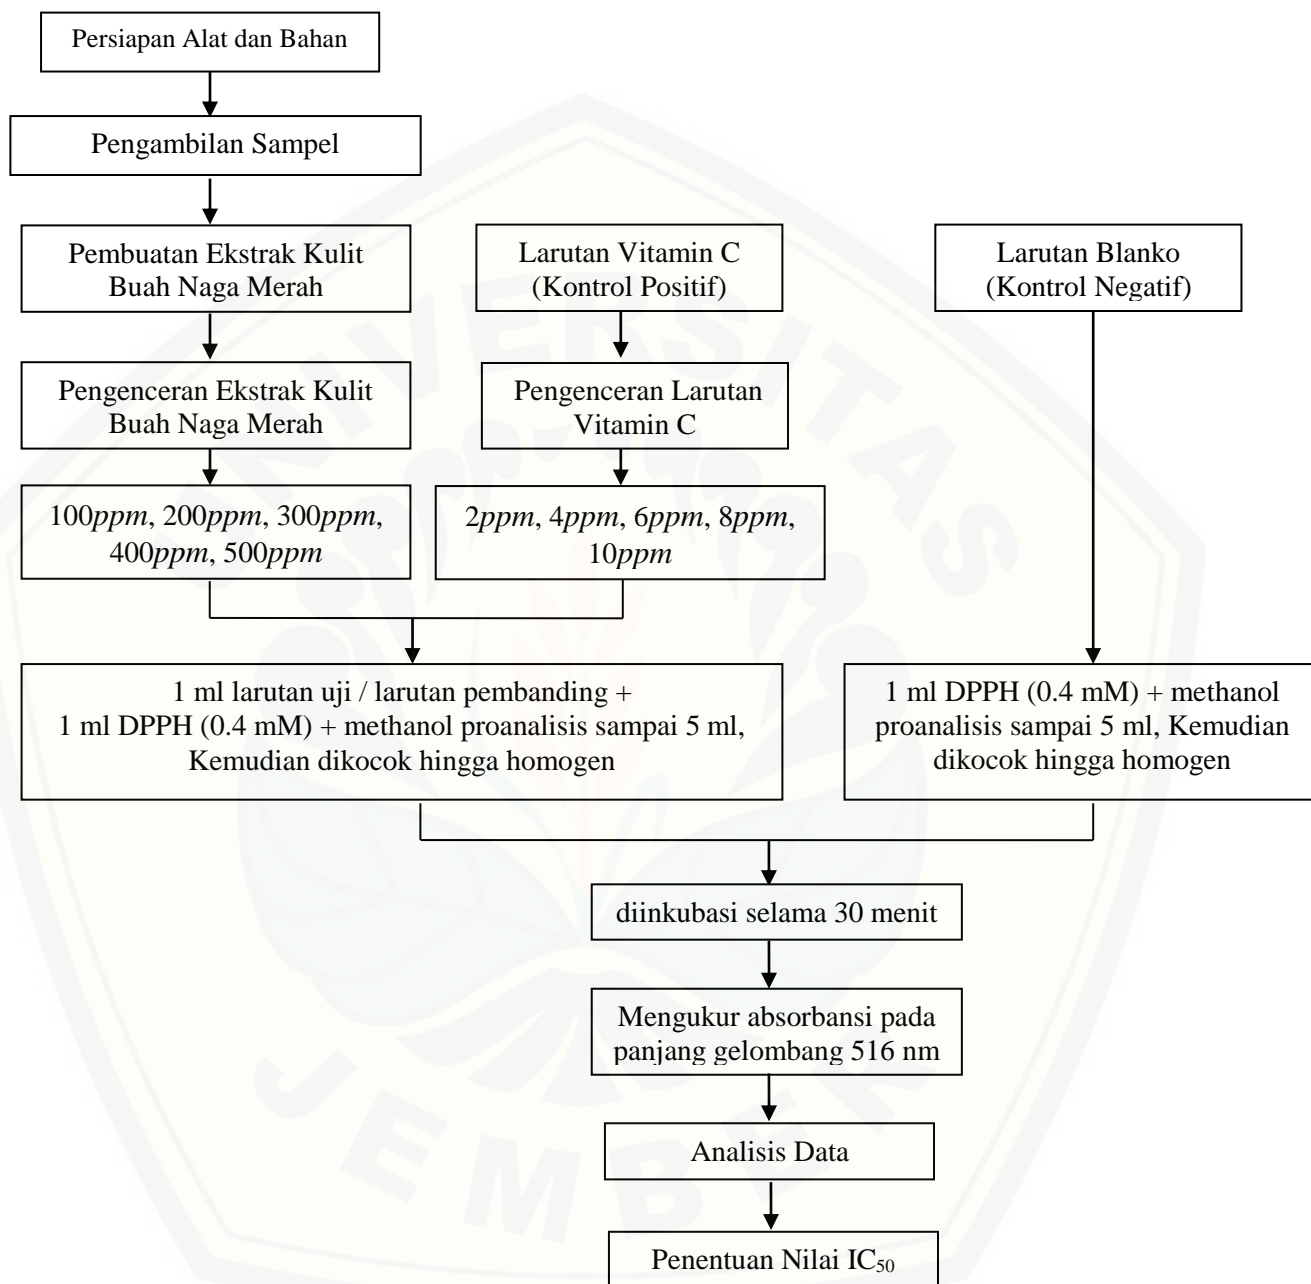 Persiapan Alat dan Bahan
Pengambilan Sampel
Pembuatan Ekstrak Kulit
Buah Naga Merah
Larutan Vitamin C
(Kontrol Positif)
Larutan Blanko
(Kontrol Negatif)
Pengenceran Ekstrak Kulit
Buah Naga Merah
Pengenceran Larutan
Vitamin C
100ppm, 200ppm, 300ppm,
400ppm, 500ppm
2ppm, 4ppm, 6ppm, 8ppm,
10ppm
1 ml larutan uji / larutan pembanding +
1 ml DPPH (0.4 mM) + methanol proanalisis sampai 5 ml,
Kemudian dikocok hingga homogen
1 ml DPPH (0.4 mM) + methanol
proanalisis sampai 5 ml, Kemudian
dikocok hingga homogen
diinkubasi selama 30 menit
Mengukur absorbansi pada
panjang gelombang 516 nm
Analisis Data
Penentuan Nilai IC₅₀
UNIVERSITAS
JEMBER